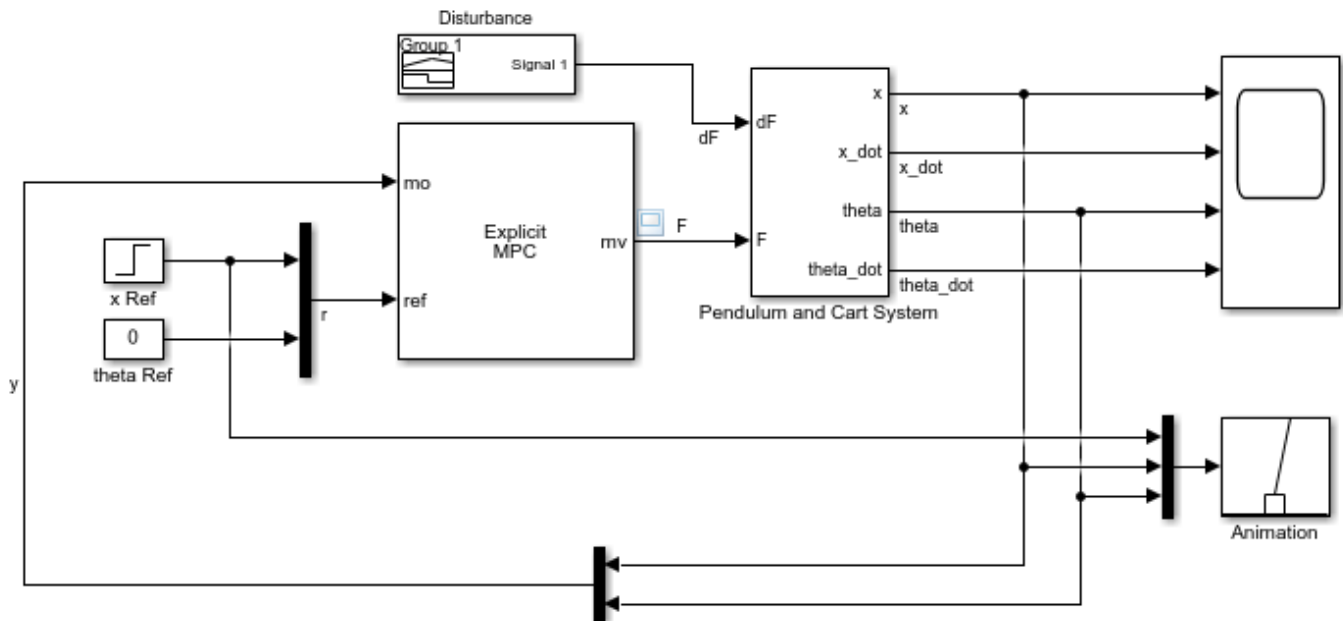 Disturbance
Group 1
Signal 1
dF
mo
ref
Explicit
MPC
mv
F
dF
F
x
x_dot
theta
theta_dot
x
x_dot
theta
theta_dot
Pendulum and Cart System
x Ref
0
theta Ref
r
y
Animation